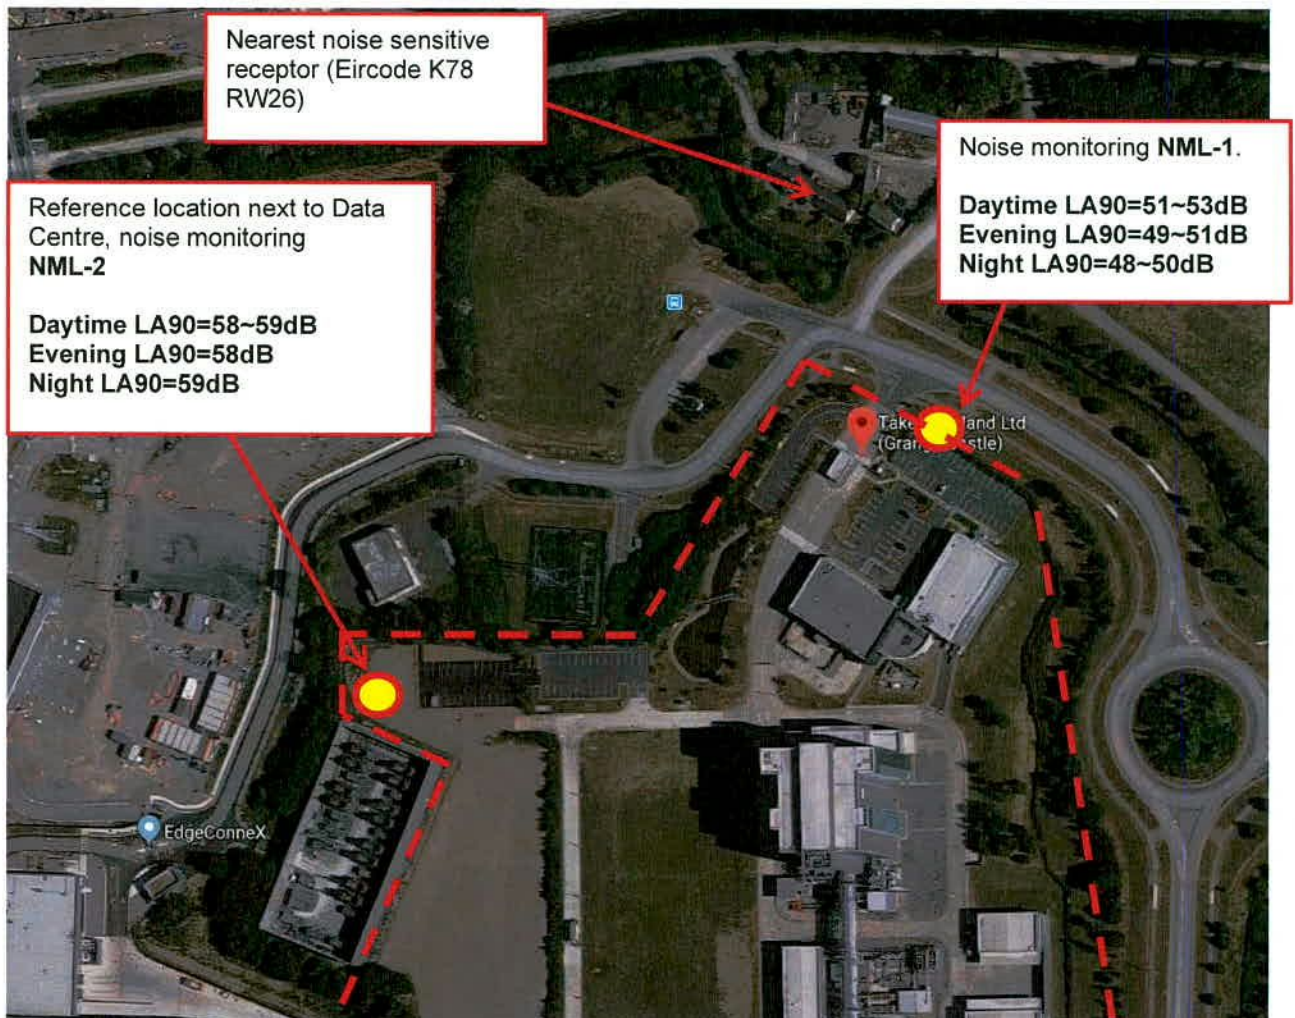 Nearest noise sensitive
receptor (Eircode K78
RW26)
Noise monitoring NML-1.
Daytime LA90=51~53dB
Evening LA90=49~51dB
Night LA90=48~50dB
Reference location next to Data
Centre, noise monitoring
NML-2
Daytime LA90=58~59dB
Evening LA90=58dB
Night LA90=59dB
Ltd
EdgeConneX